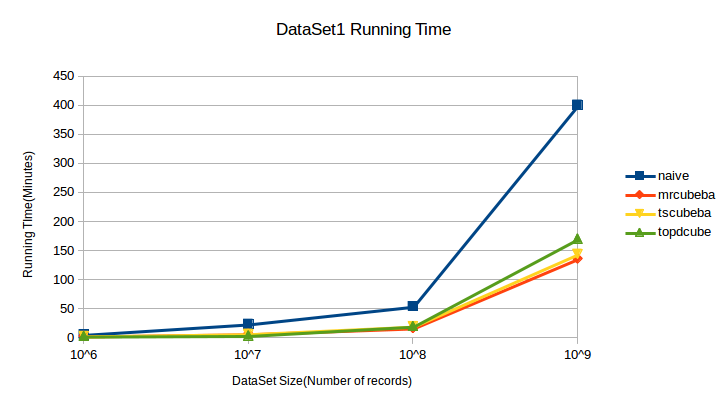 DataSet1 Running Time
450
400
350
300
250
200
150
100
50
0
Running TIme(Minutes)
10^6
10^7
10^8
10^9
DataSet Size(Number of records)
naive
mrcubeba
tscubeba
topdcube